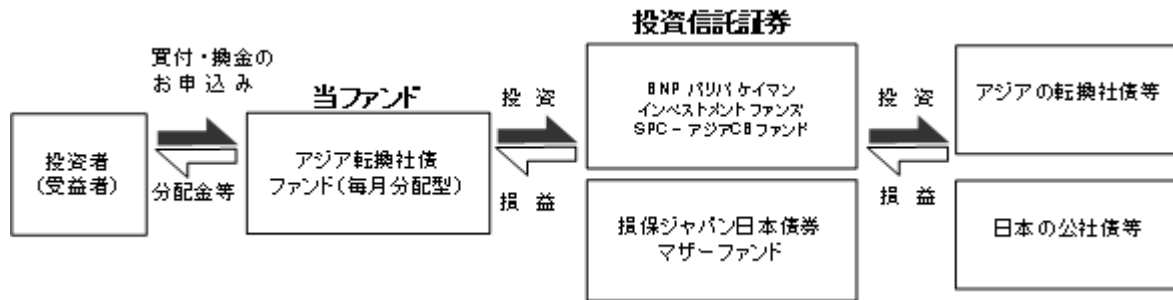 投資信託証券
買付・換金の
お申込み
当ファンド
投資
投資
投資者
(受益者)
分配金等
アジア転換社債
ファンド(毎月分配型)
損益
BNP パリバ ケイマン
インベストメント ファンズ
SPC－アジアCBファンド
損保ジャパン日本債券
マザーファンド
損益
アジアの転換社債等
日本の公社債等